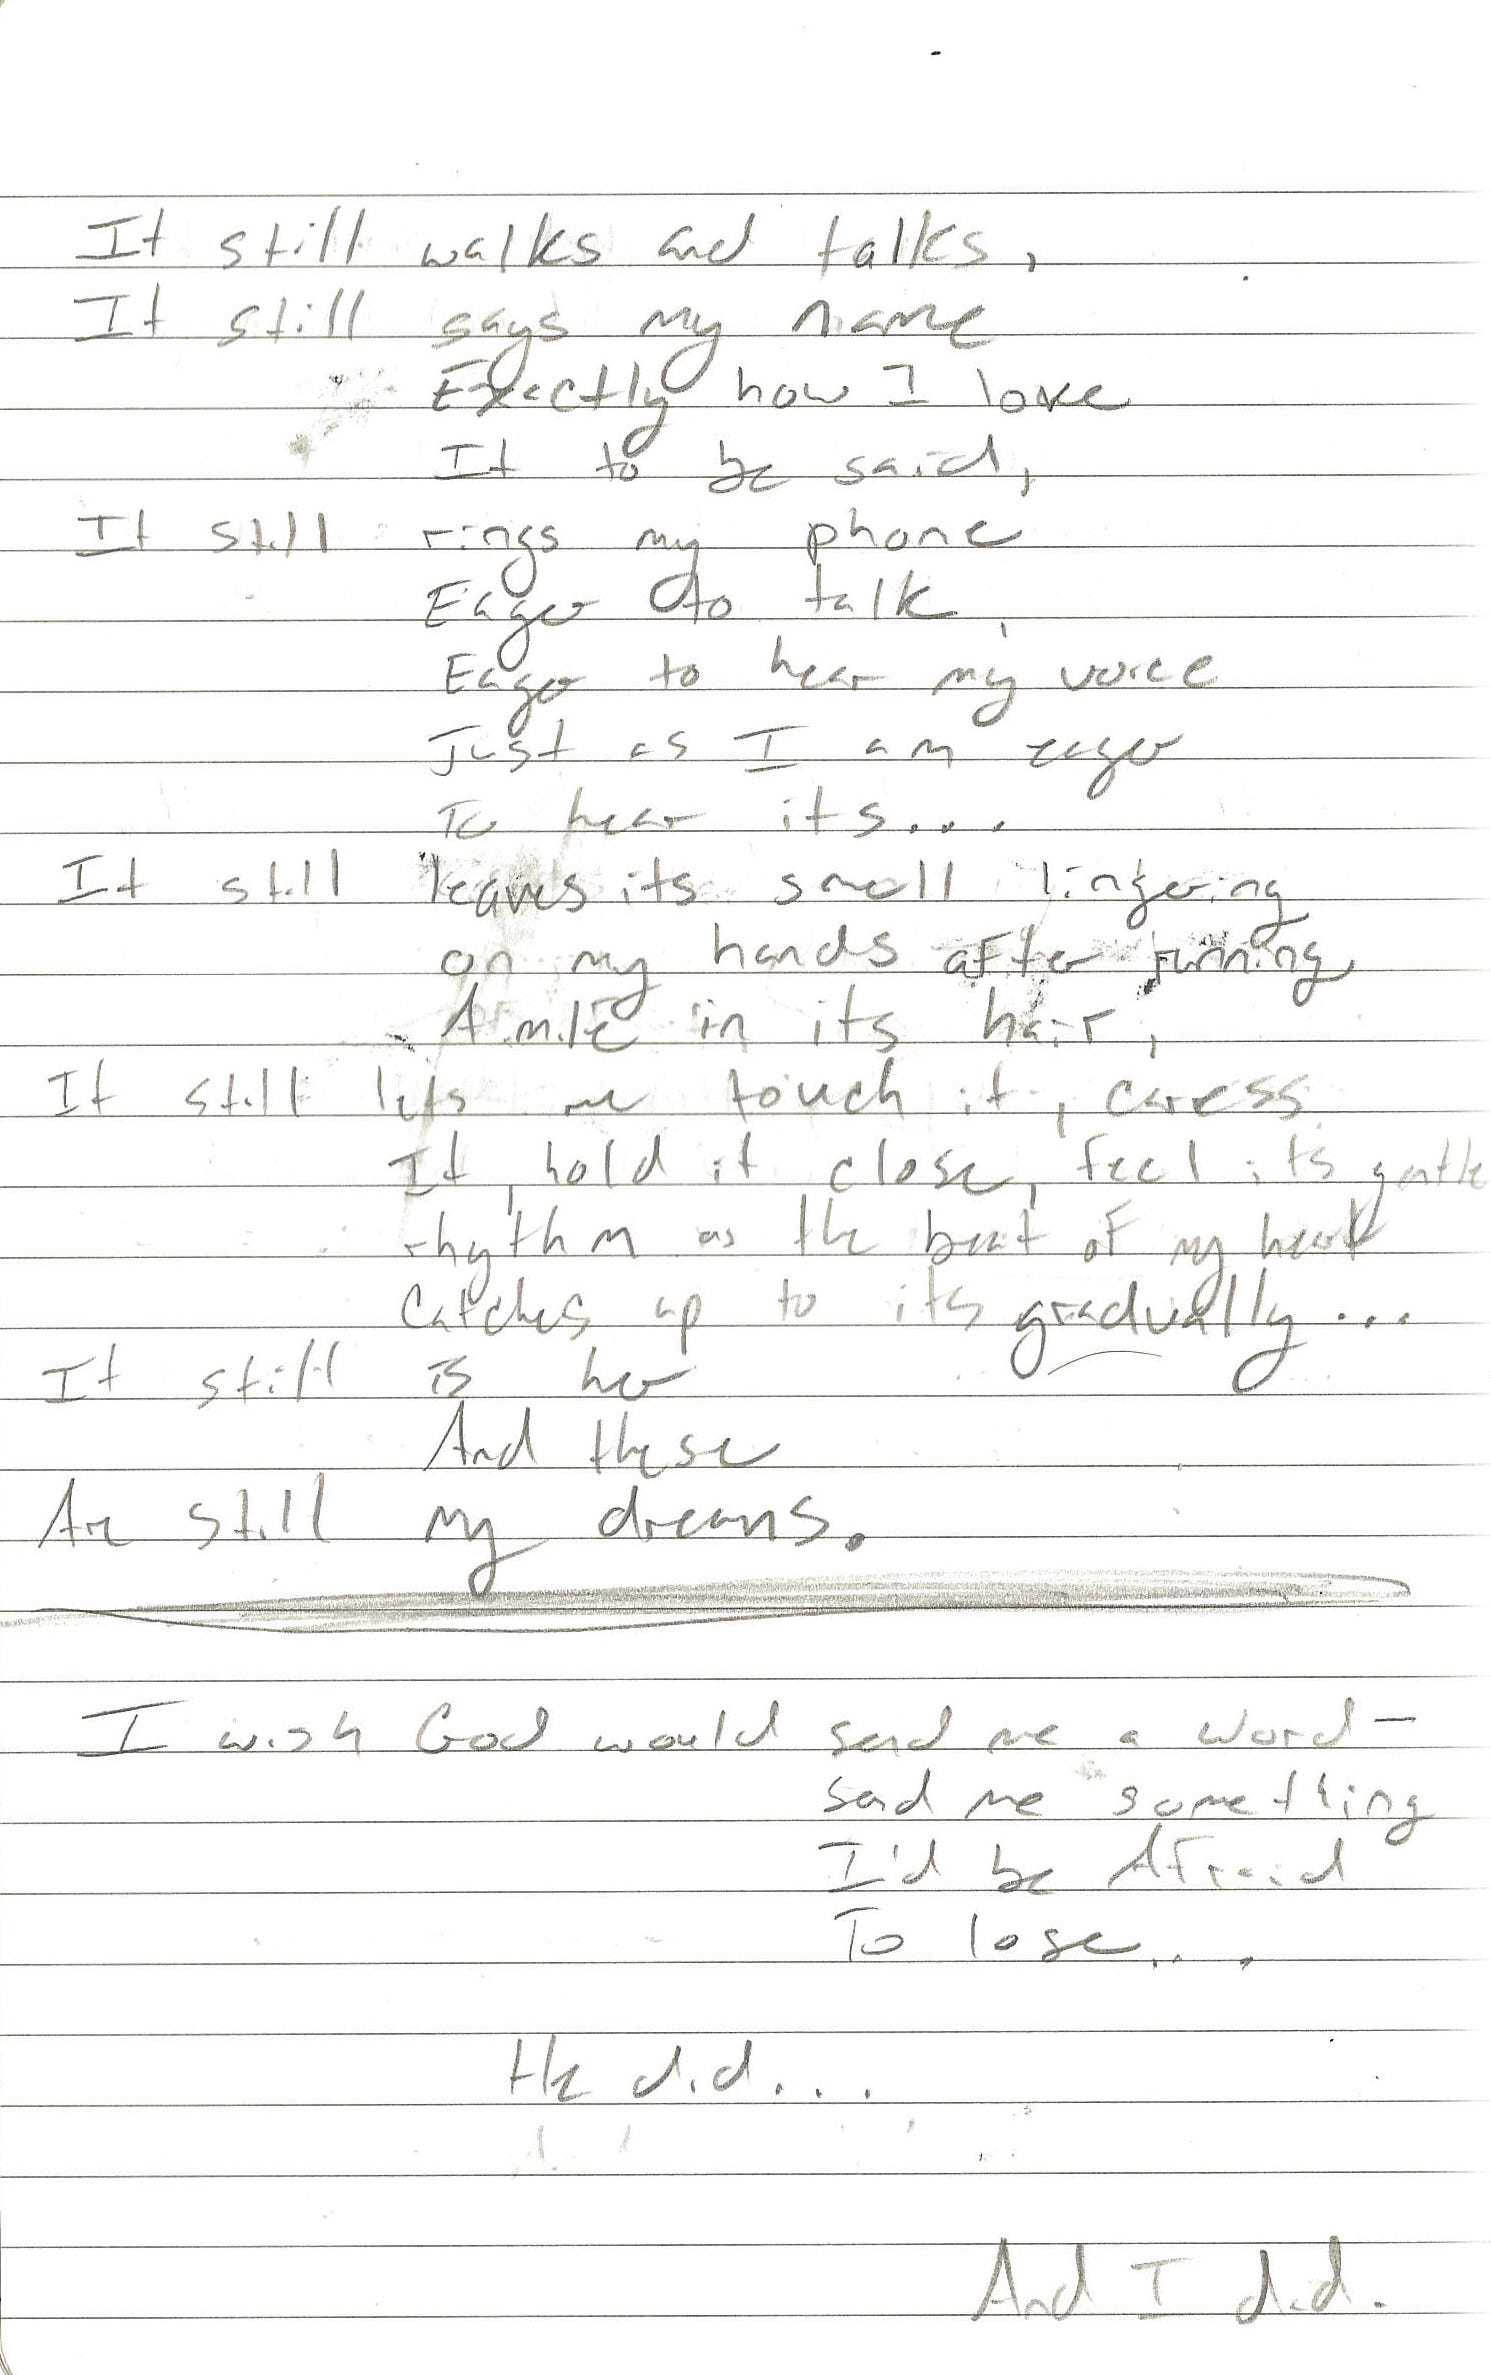 It still walks and talks,
It still says my name
Exactly how I love
It to be said,
It still rings my phone
Eager to talk,
Eager to hear my voice
Just as I am eager
To hear its...
It still leaves its smell lingering
on my hands after running
A mile in its hair,
It still lets me touch it, caress
It, hold it close, feel its gentle
rhythm as the beat of my heart
Catches up to its gradually...
It still is her
And these
Are still my dreams.
I wish God would send me a word—
send me something
I'd be Afraid
To lose...
He did...
And I did.